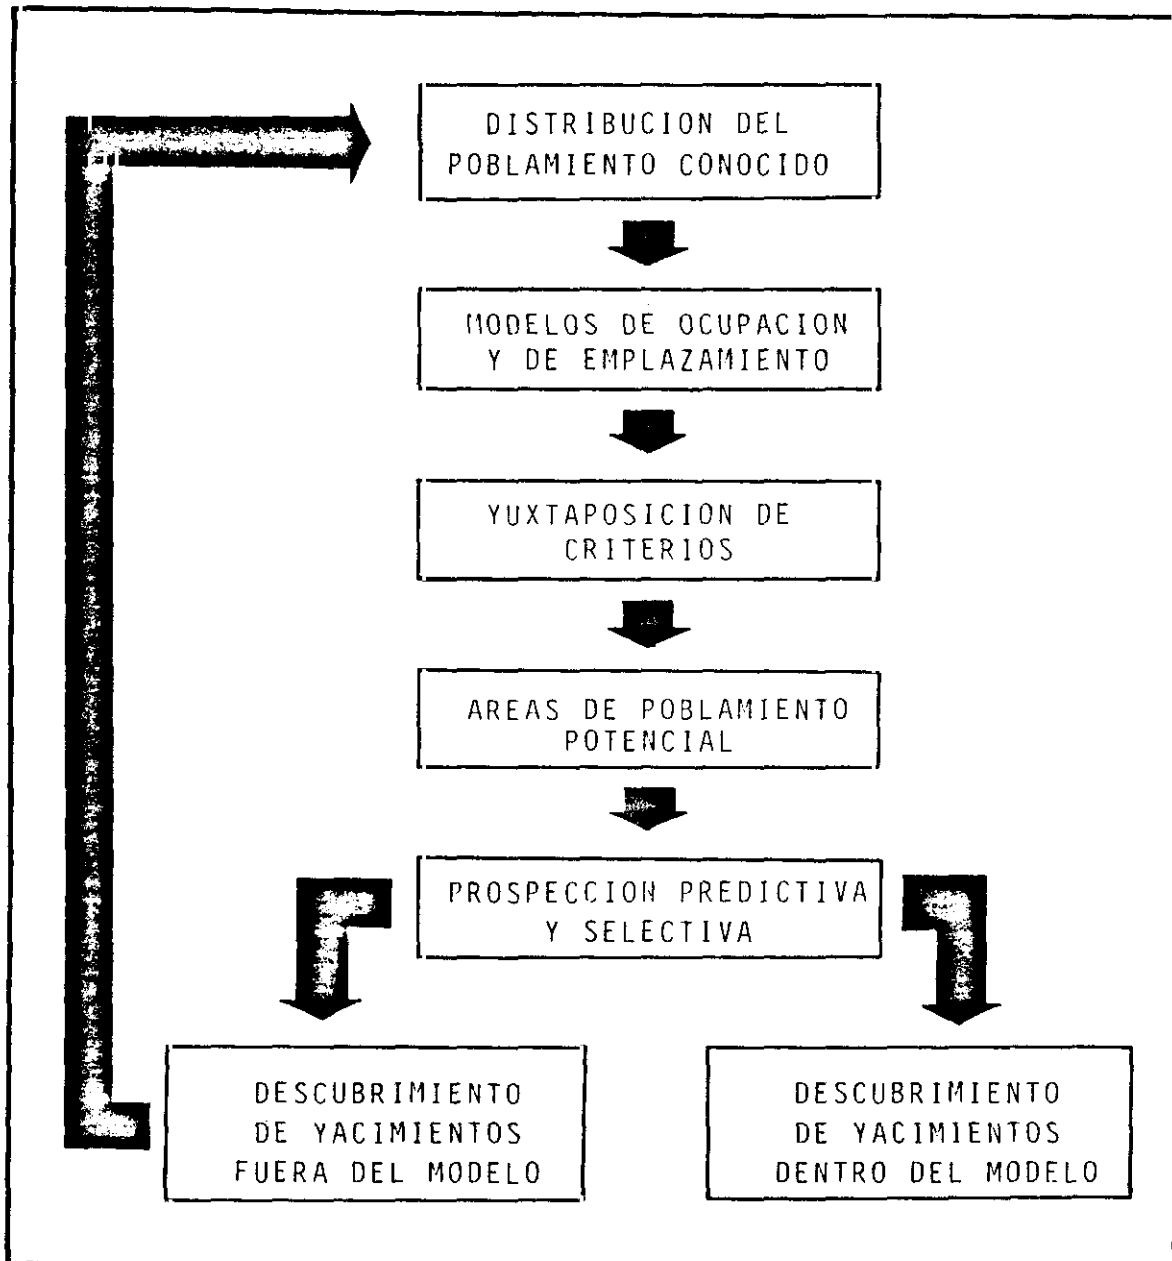 DISTRIBUCION DEL
POBLAMIENTO CONOCIDO
MODELOS DE OCUPACION
Y DE EMPLAZAMIENTO
YUXTAPOSICION DE
CRITERIOS
AREAS DE POBLAMIENTO
POTENCIAL
PROSPECCION PREDICTIVA
Y SELECTIVA
DESCUBRIMIENTO
DE YACIMIENTOS
FUERA DEL MODELO
DESCUBRIMIENTO
DE YACIMIENTOS
DENTRO DEL MODELO